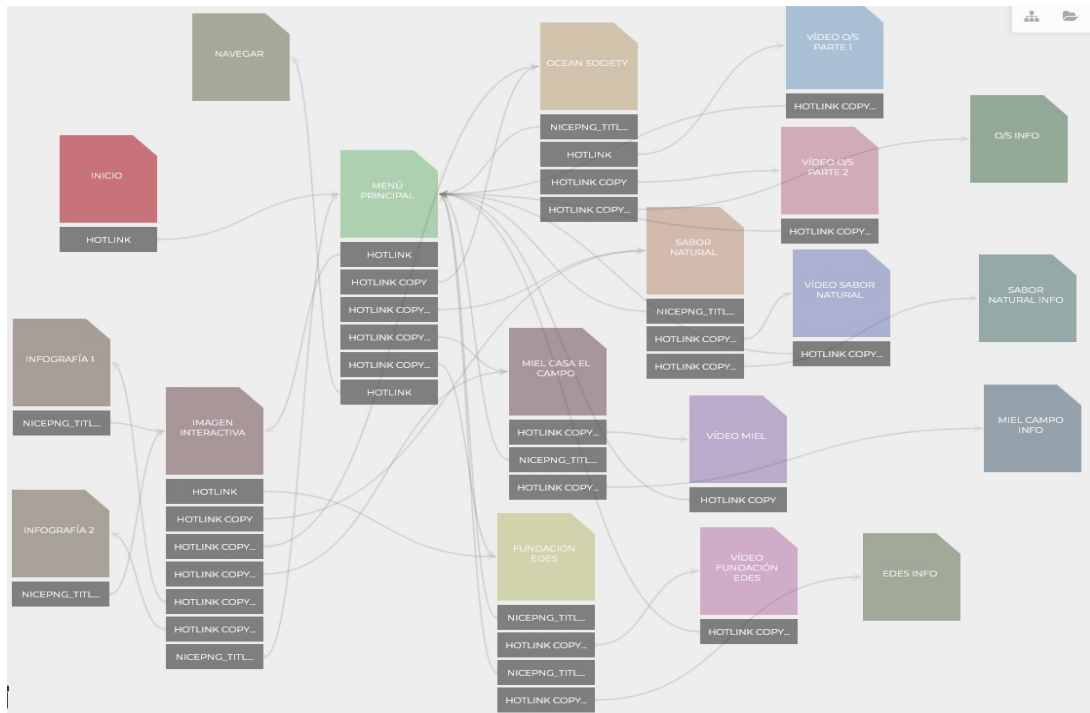 NAVEGAR
INICIO
HOTLINK
MENÚ
PRINCIPAL
HOTLINK
HOTLINK COPY
HOTLINK COPY...
HOTLINK COPY...
HOTLINK COPY...
HOTLINK
OCEAN SOCIETY
NICEPNG_TITL...
HOTLINK
HOTLINK COPY
HOTLINK COPY...
VÍDEO O/S
PARTE 1
HOTLINK COPY...
VÍDEO O/S
PARTE 2
HOTLINK COPY...
O/S INFO
SABOR
NATURAL
NICEPNG_TITL...
HOTLINK COPY...
HOTLINK COPY...
VÍDEO SABOR
NATURAL
HOTLINK COPY...
SABOR
NATURAL INFO
INFOGRAFÍA 1
NICEPNG_TITL...
IMAGEN
INTERACTIVA
HOTLINK
HOTLINK COPY
HOTLINK COPY...
HOTLINK COPY...
HOTLINK COPY...
HOTLINK COPY...
NICEPNG_TITL...
INFOGRAFÍA 2
NICEPNG_TITL...
MIEL CASA EL
CAMPO
HOTLINK COPY...
NICEPNG_TITL...
HOTLINK COPY...
VÍDEO MIEL
HOTLINK COPY
MIEL CAMPO
INFO
FUNDACIÓN
EDES
NICEPNG_TITL...
HOTLINK COPY...
NICEPNG_TITL...
HOTLINK COPY...
VÍDEO
FUNDACIÓN
EDES
HOTLINK COPY...
EDES INFO